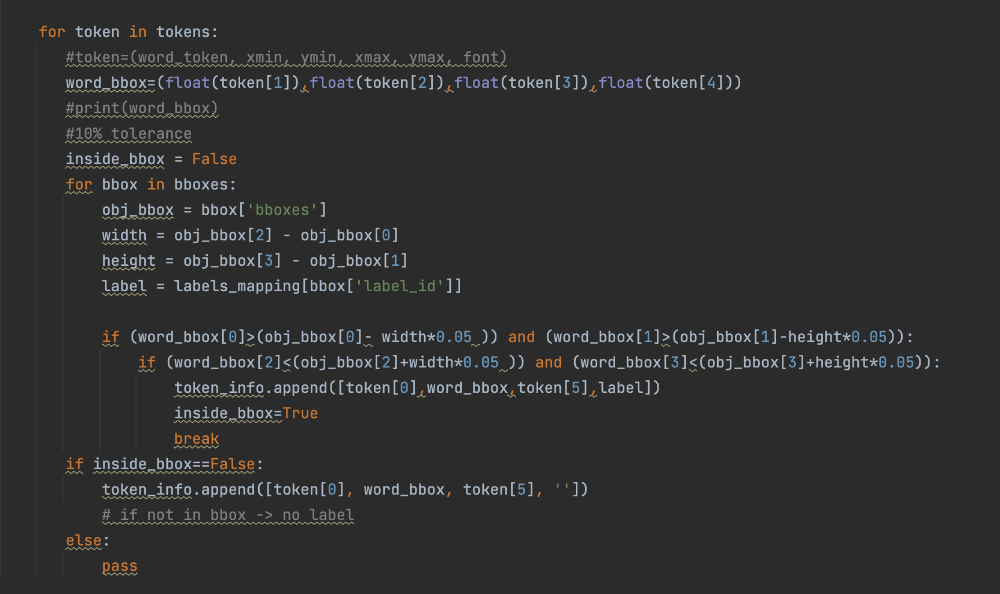 for token in tokens:
#token=(word_token, xmin, ymin, xmax, ymax, font)
word_bbox=(float(token[1]),float(token[2]),float(token[3]),float(token[4]))
#print(word_bbox)
#10% tolerance
inside_bbox = False
for bbox in bboxes:
obj_bbox = bbox['bboxes']
width = obj_bbox[2] - obj_bbox[0]
height = obj_bbox[3] - obj_bbox[1]
label = labels_mapping[bbox['label_id']]
if (word_bbox[0]>(obj_bbox[0]- width*0.05 )) and (word_bbox[1]>(obj_bbox[1]-height*0.05)):
if (word_bbox[2]<(obj_bbox[2]+width*0.05 )) and (word_bbox[3]<(obj_bbox[3]+height*0.05)):
token_info.append([token[0],word_bbox,token[5],label])
inside_bbox=True
break
if inside_bbox==False:
token_info.append([token[0], word_bbox, token[5], ''])
# if not in bbox -> no label
else:
pass